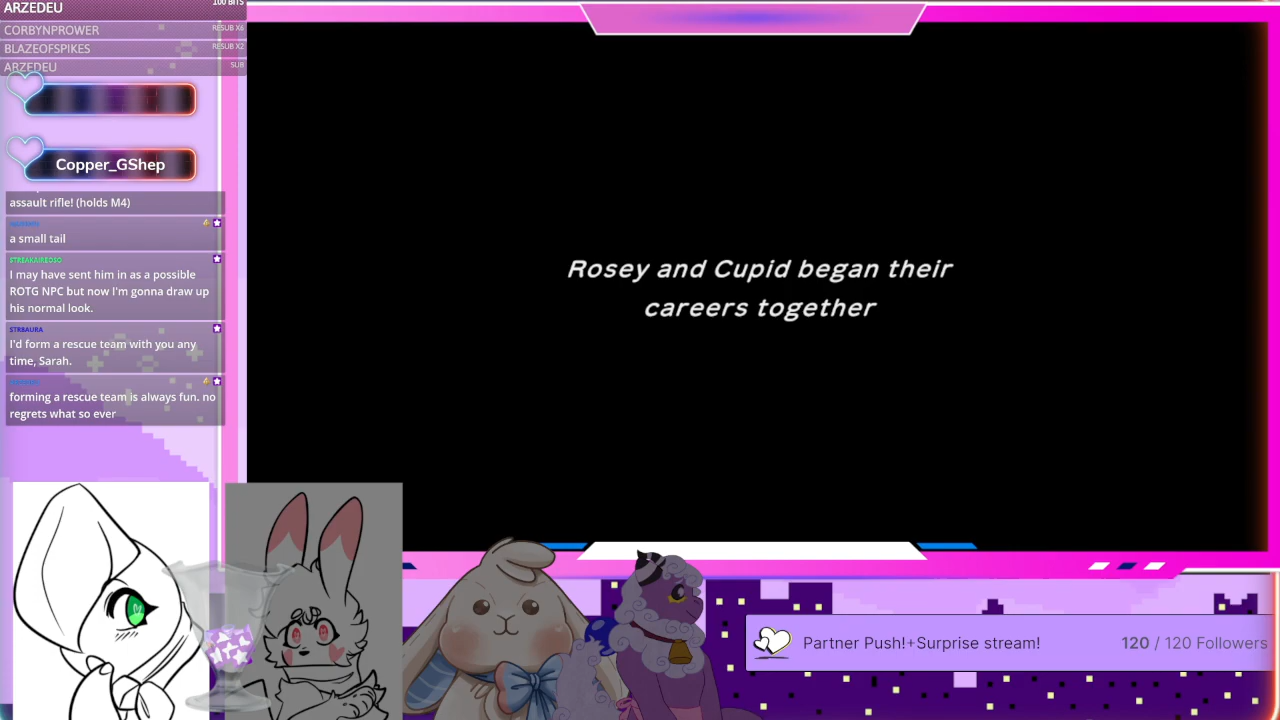 ARZEDEU
100 BITS
CORBYNPROWER
RESUB X6
BLAZEOFSPIKES
RESUB X2
ARZEDEU
SUB
Copper_GShep
assault rifle! (holds M4)
a small tail
STREAKAIREDIO
I may have sent him in as a possible
ROTG NPC but now I'm gonna draw up
his normal look.
STRBAURA
I'd form a rescue team with you any
time, Sarah.
forming a rescue team is always fun. no
regrets what so ever
Rosey and Cupid began their
careers together
Partner Push!+Surprise stream!
120 / 120 Followers